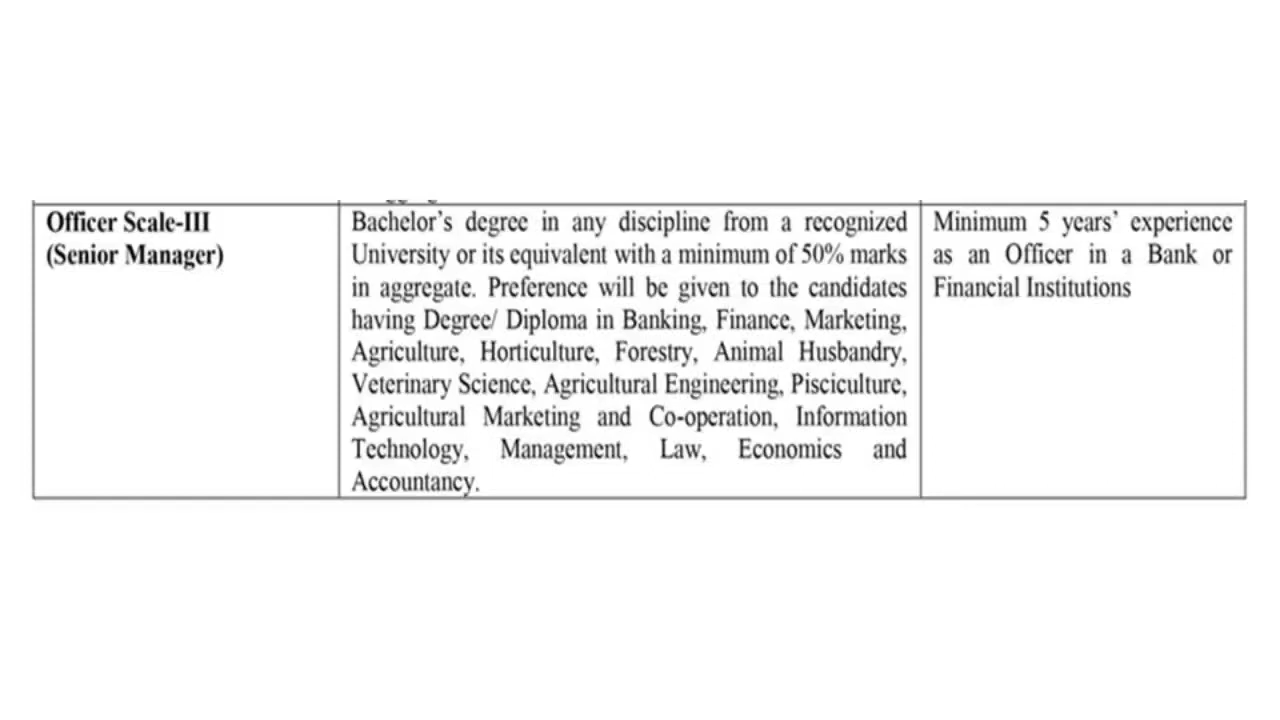 Officer Scale-III
(Senior Manager)
Bachelor’s degree in any discipline from a recognized
University or its equivalent with a minimum of 50% marks
in aggregate. Preference will be given to the candidates
having Degree/ Diploma in Banking, Finance, Marketing,
Agriculture, Horticulture, Forestry, Animal Husbandry,
Veterinary Science, Agricultural Engineering, Pisciculture,
Agricultural Marketing and Co-operation, Information
Technology, Management, Law, Economics and
Accountancy.
Minimum 5 years’ experience
as an Officer in a Bank or
Financial Institutions